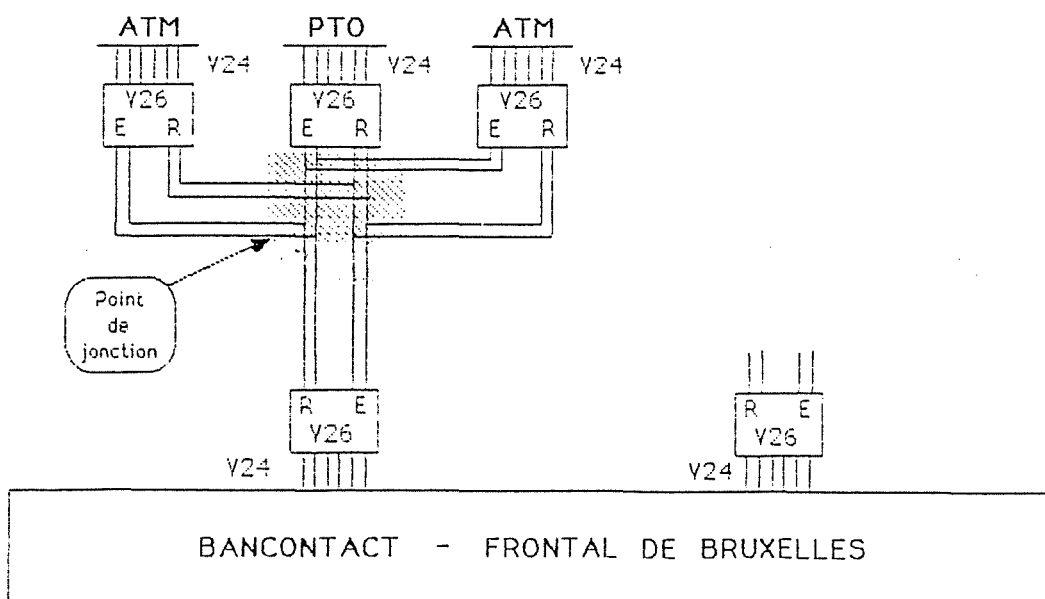 ATM PTO ATM
V24 V24 V24
V26 V26 V26
E R E R E R
Point
de
jonction
R E R E
V26 V26
V24 V24
BANCONTACT - FRONTAL DE BRUXELLES